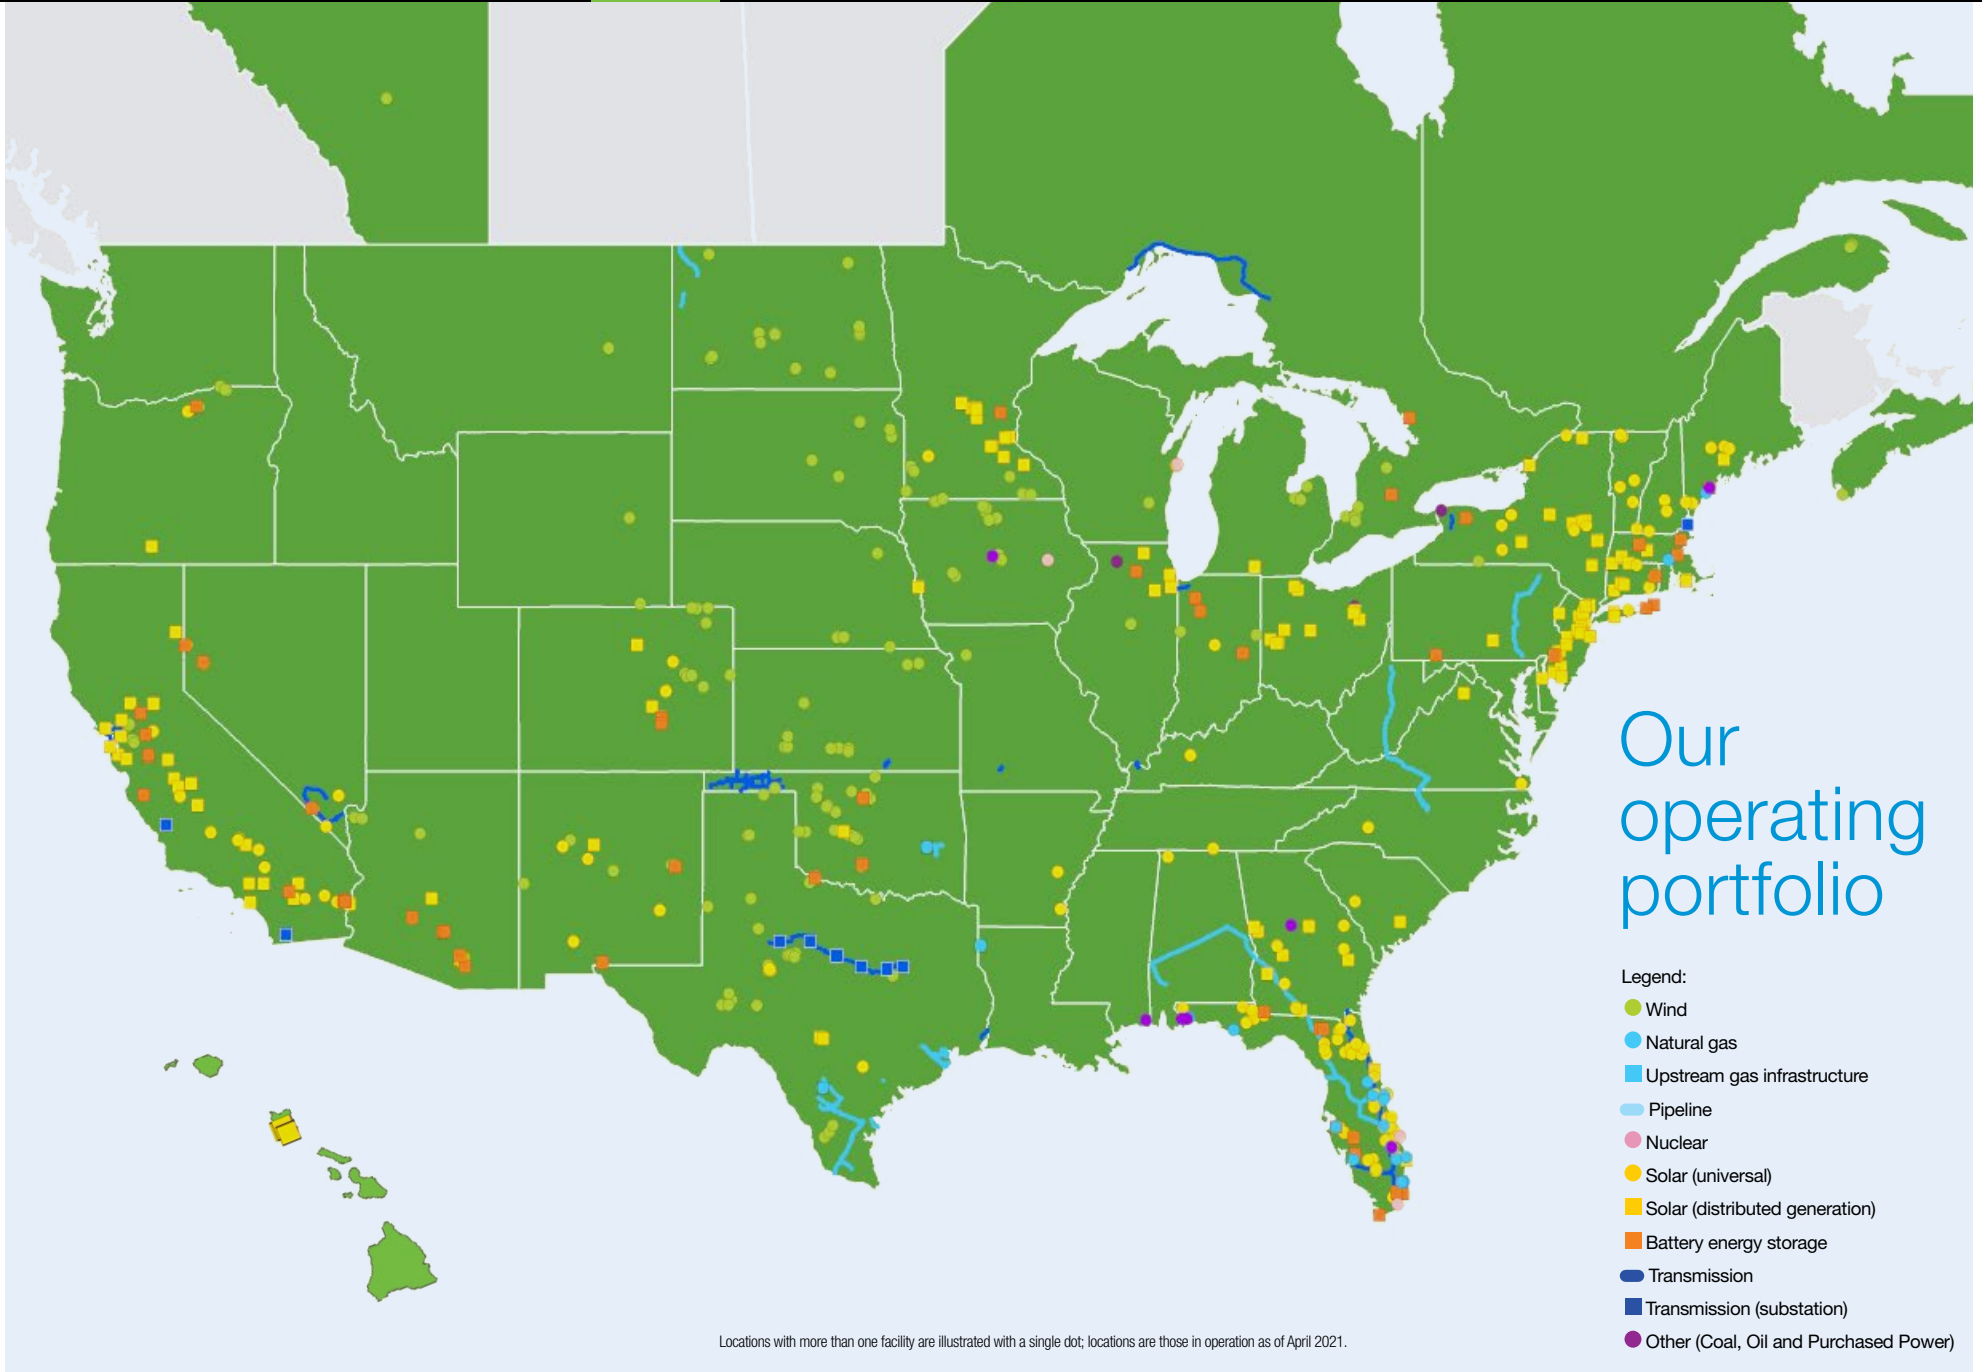 Our
operating
portfolio
Legend:
Wind
Natural gas
Upstream gas infrastructure
Pipeline
Nuclear
Solar (universal)
Solar (distributed generation)
Battery energy storage
Transmission
Transmission (substation)
Other (Coal, Oil and Purchased Power)
Locations with more than one facility are illustrated with a single dot; locations are those in operation as of April 2021.